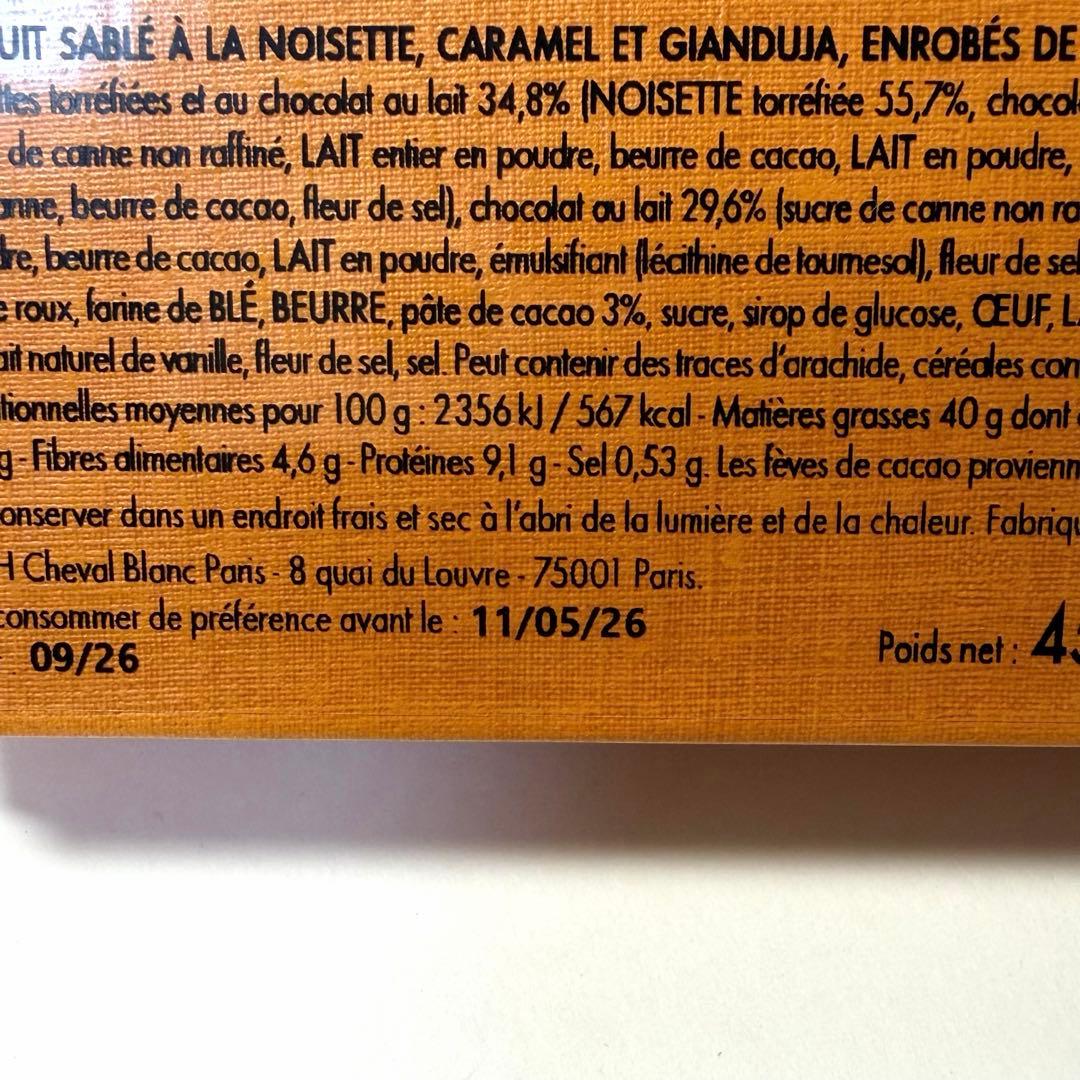 UIT SABLÉ À LA NOISETTE, CARAMEL ET GIANDUJA, ENROBÉS DE
ttes torréfiées et au chocolat au lait 34,8% (NOISETTE torréfiée 55,7%, chocol
de canne non raffiné, LAIT entier en poudre, beurre de cacao, LAIT en poudre,
anne, beurre de cacao, fleur de sel), chocolat au lait 29,6% (sucre de canne non ra
dre, beurre de cacao, LAIT en poudre, émulsifiant (lécithine de tournesol), fleur de sel
e roux, farine de BLÉ, BEURRE, pâte de cacao 3%, sucre, sirop de glucose, ŒUF, L
ait naturel de vanille, fleur de sel, sel. Peut contenir des traces d'arachide, céréales con
itionnelles moyennes pour 100 g : 2356 kJ / 567 kcal - Matières grasses 40 g dont
g - Fibres alimentaires 4,6 g - Protéines 9,1 g - Sel 0,53 g. Les fèves de cacao provienn
onserver dans un endroit frais et sec à l'abri de la lumière et de la chaleur. Fabriqu
H Cheval Blanc Paris - 8 quai du Louvre - 75001 Paris.
consommer de préférence avant le : 11/05/26
: 09/26
Poids net : 4